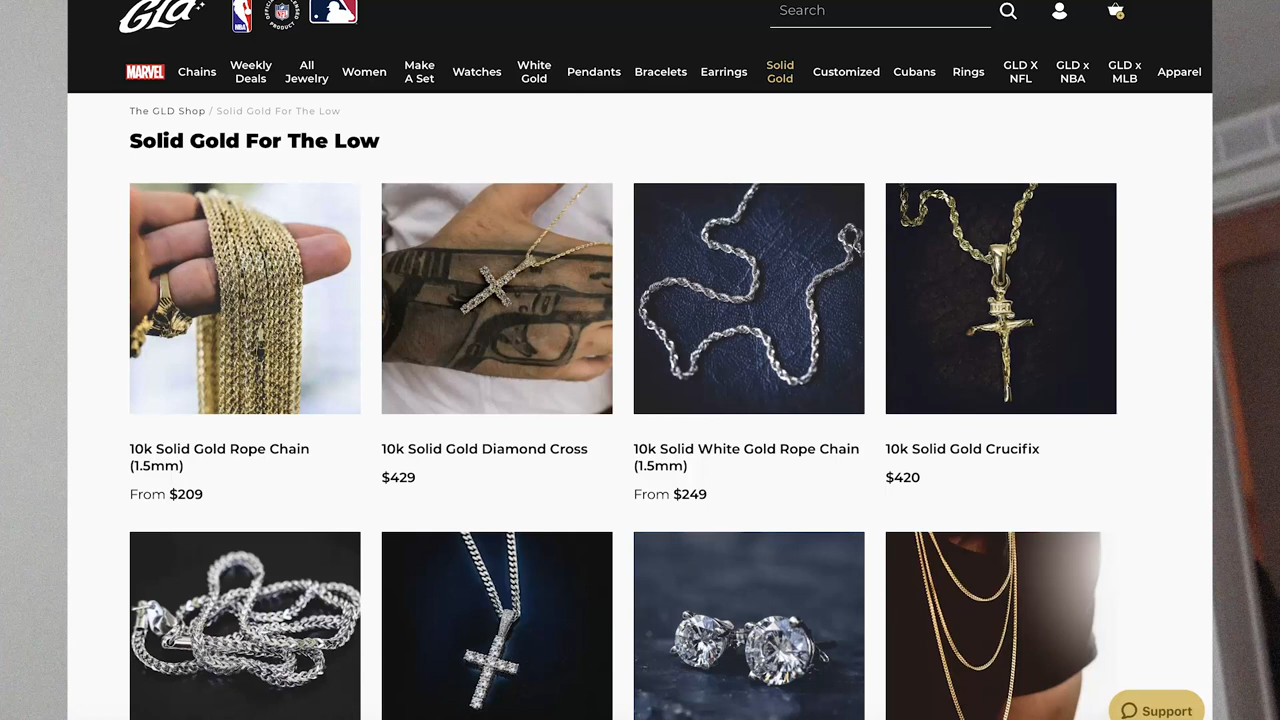 GLD
NBA
NFL
Search
MARVEL Chains Weekly Deals All Jewelry Women Make A Set Watches White Gold Pendants Bracelets Earrings Solid Gold Customized Cubans Rings GLD X NFL GLD x NBA GLD x MLB Apparel
The GLD Shop / Solid Gold For The Low
Solid Gold For The Low
10k Solid Gold Rope Chain
(1.5mm)
From $209
10k Solid Gold Diamond Cross
$429
10k Solid White Gold Rope Chain
(1.5mm)
From $249
10k Solid Gold Crucifix
$420
Support